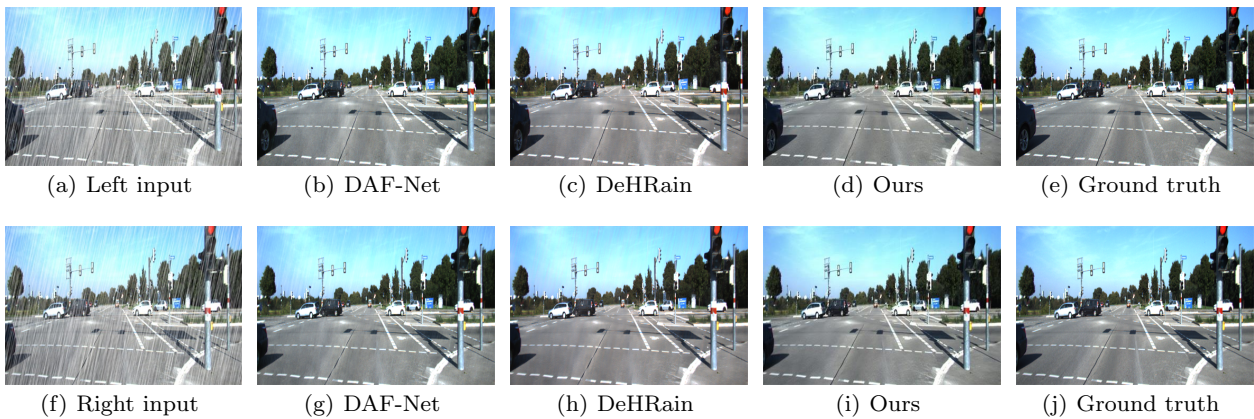 (a) Left input
(b) DAF-Net
(c) DeHRain
(d) Ours
(e) Ground truth
(f) Right input
(g) DAF-Net
(h) DeHRain
(i) Ours
(j) Ground truth